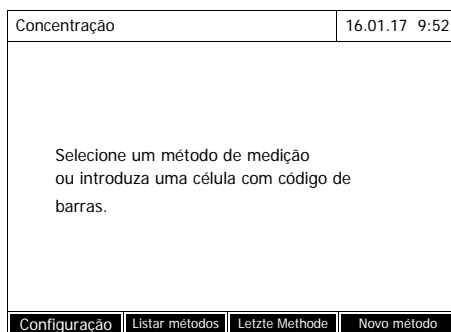 Concentração 16.01.17 9:52
Selecione um método de medição
ou introduza uma célula com código de
barras.
Configuração Listar métodos Letzte Methode Novo método